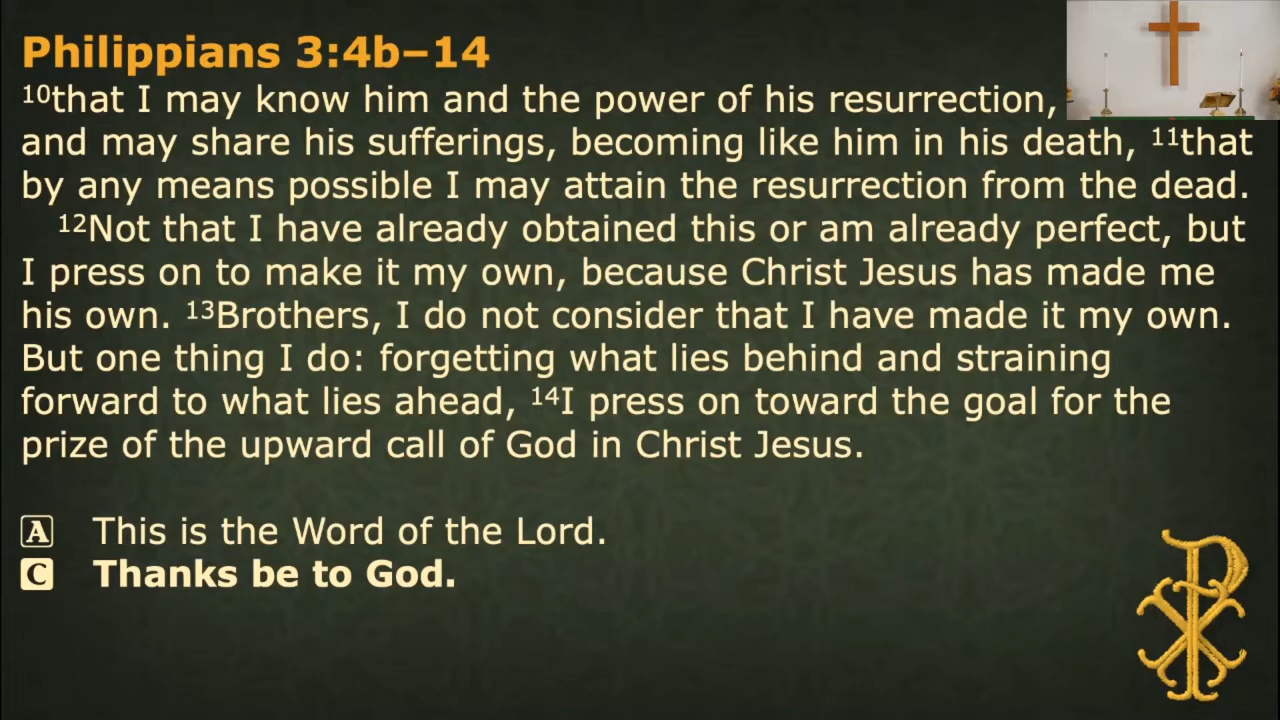 Philippians 3:4b–14
¹⁰that I may know him and the power of his resurrection,
and may share his sufferings, becoming like him in his death, ¹¹that
by any means possible I may attain the resurrection from the dead.
¹²Not that I have already obtained this or am already perfect, but
I press on to make it my own, because Christ Jesus has made me
his own. ¹³Brothers, I do not consider that I have made it my own.
But one thing I do: forgetting what lies behind and straining
forward to what lies ahead, ¹⁴I press on toward the goal for the
prize of the upward call of God in Christ Jesus.
A This is the Word of the Lord.
C Thanks be to God.